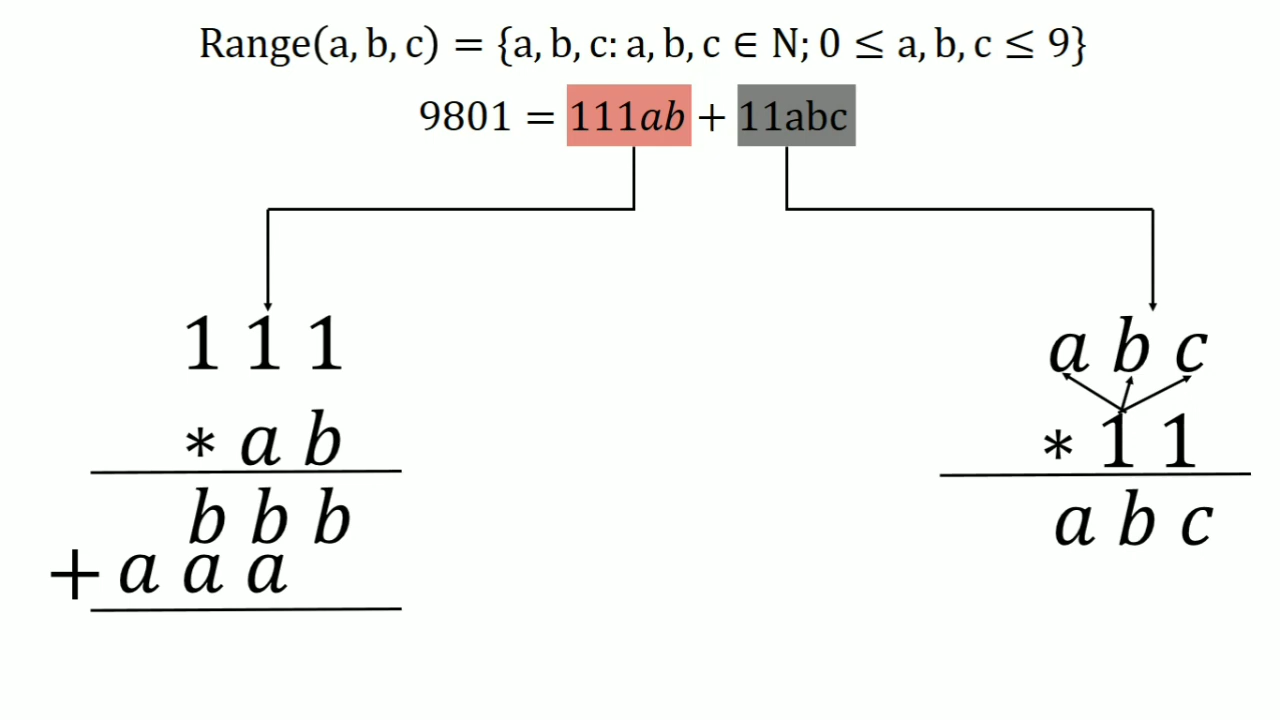 Range(a, b, c) = {a, b, c: a, b, c ∈ N; 0 ≤ a, b, c ≤ 9}
9801 = 111ab + 11abc
1 1 1
* a b
b b b
+ a a a
a b c
* 1 1
a b c